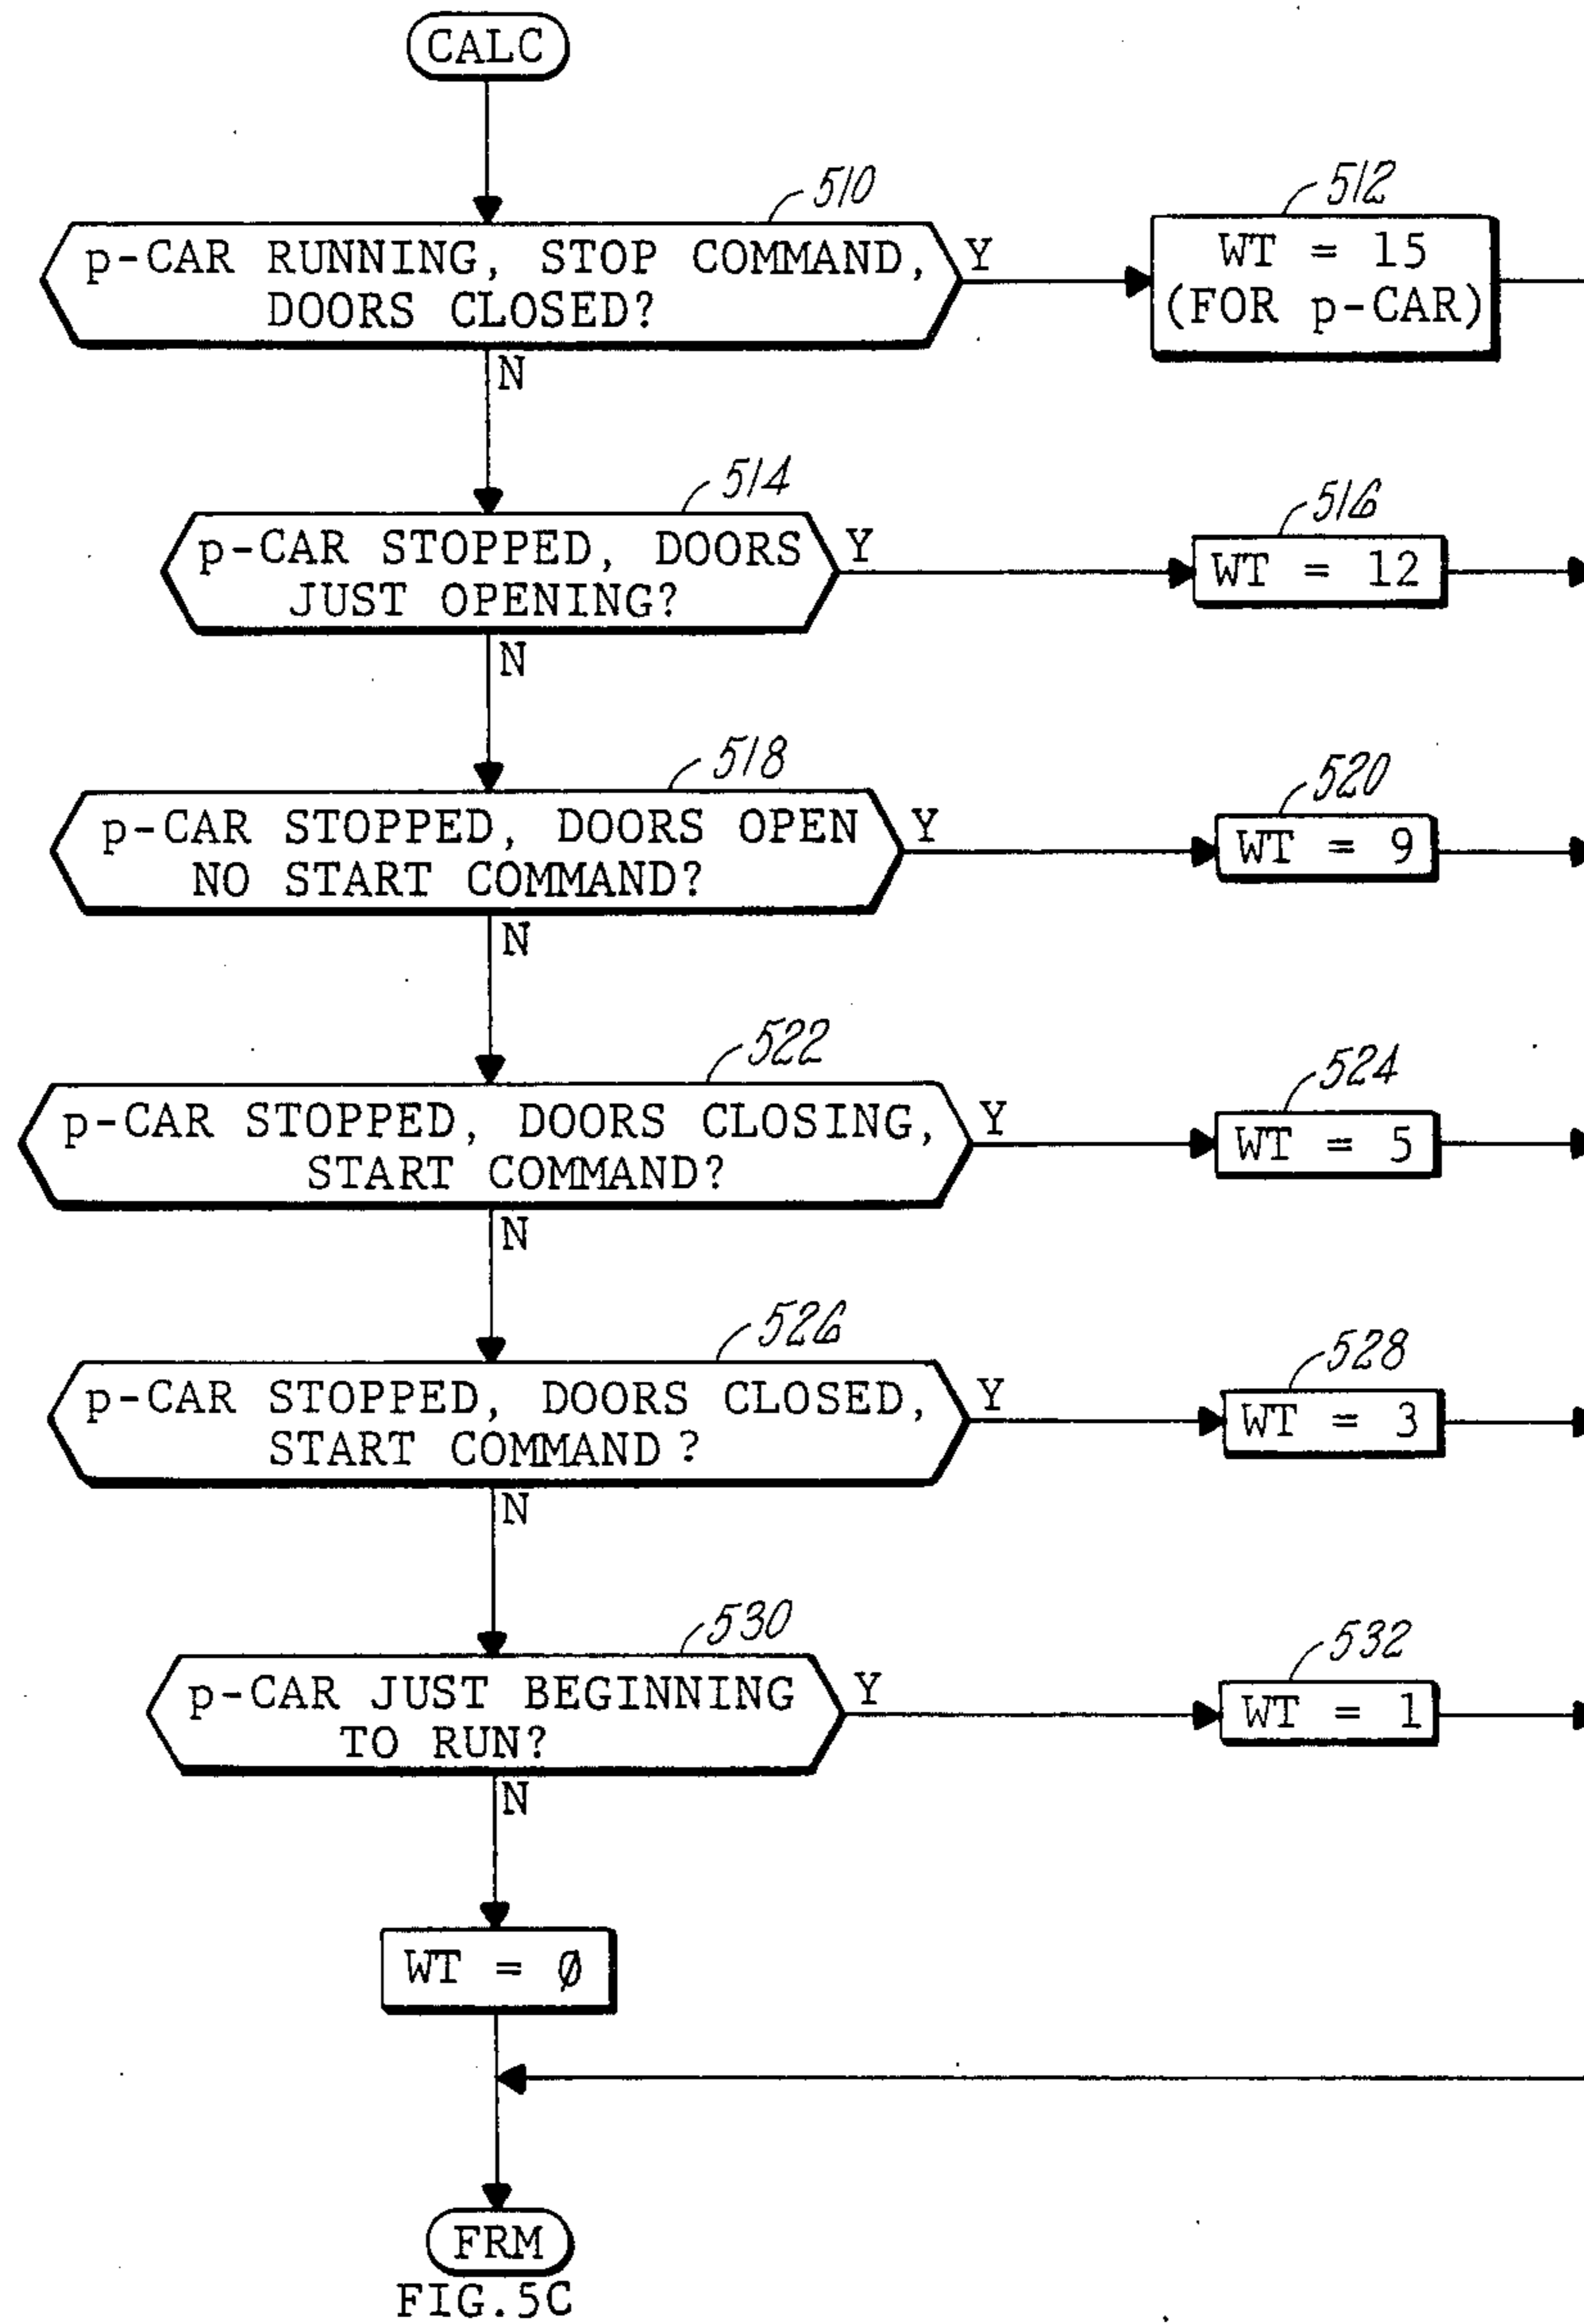 CALC
510
p-CAR RUNNING, STOP COMMAND,
DOORS CLOSED?
Y
512
WT = 15
(FOR p-CAR)
N
514
p-CAR STOPPED, DOORS
JUST OPENING?
Y
516
WT = 12
N
518
p-CAR STOPPED, DOORS OPEN
NO START COMMAND?
Y
520
WT = 9
N
522
p-CAR STOPPED, DOORS CLOSING,
START COMMAND?
Y
524
WT = 5
N
526
p-CAR STOPPED, DOORS CLOSED,
START COMMAND ?
Y
528
WT = 3
N
530
p-CAR JUST BEGINNING
TO RUN?
Y
532
WT = 1
N
WT = Ø
FRM
FIG.5C